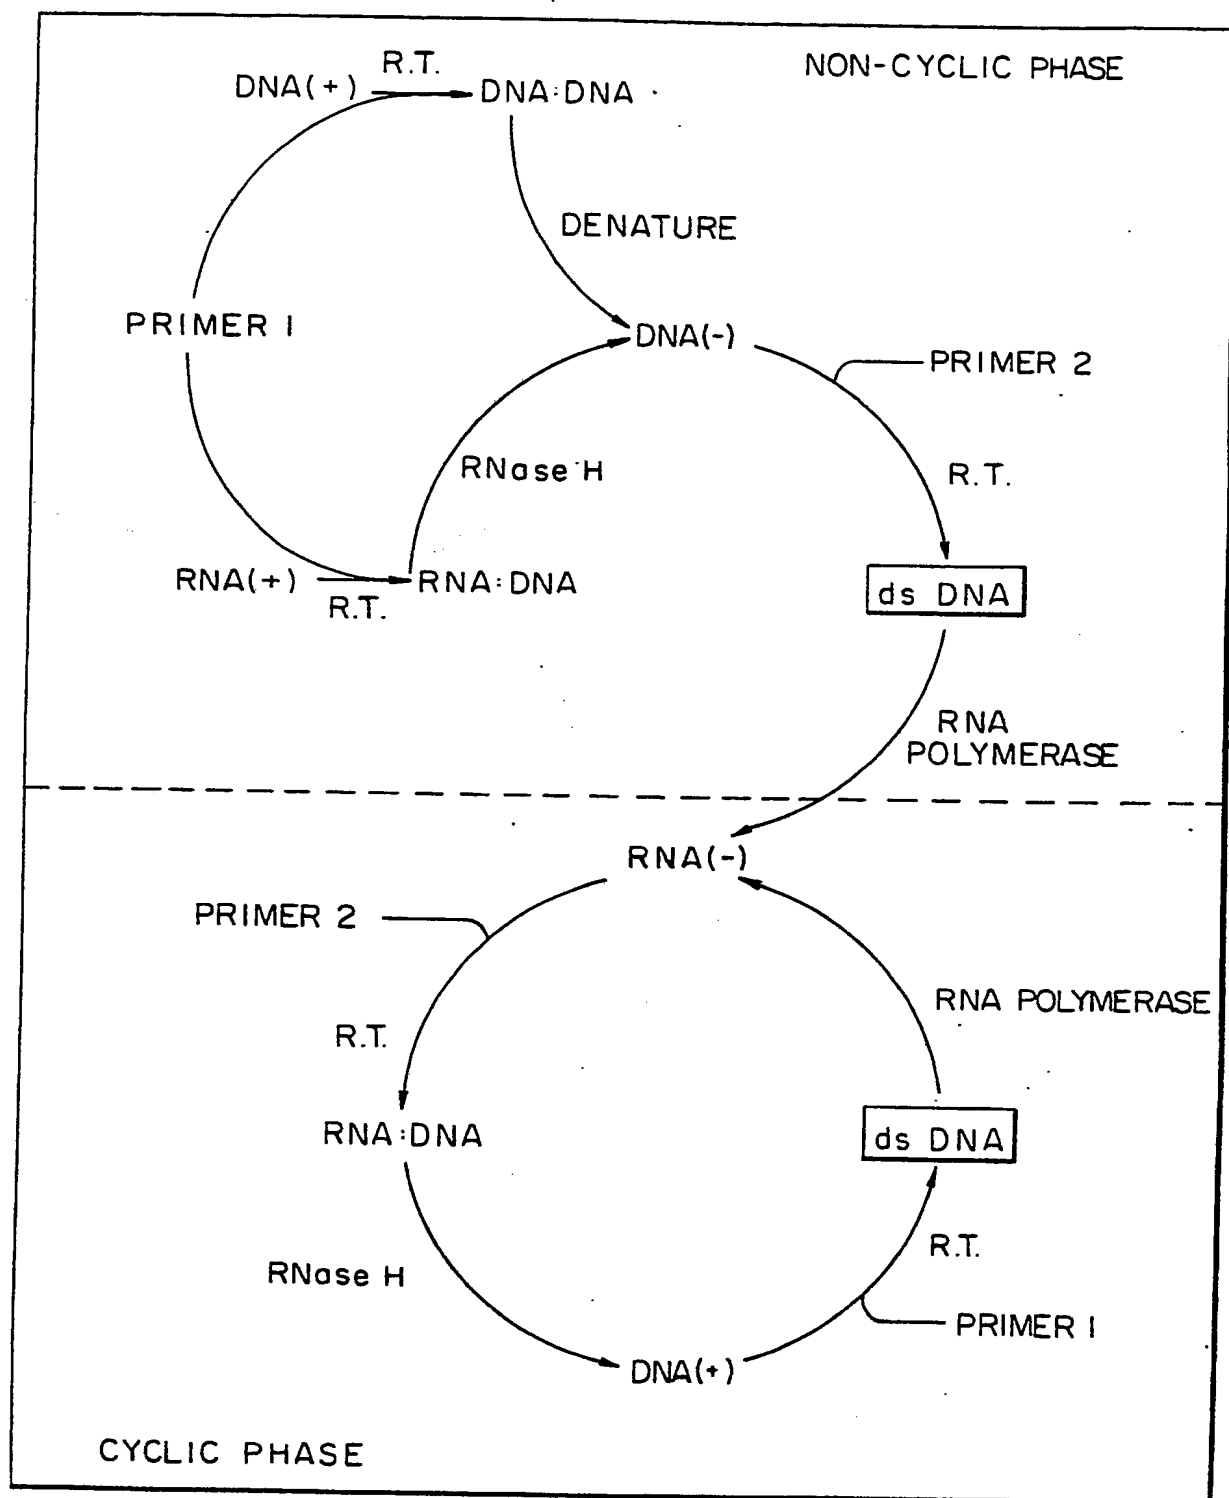 NON-CYCLIC PHASE
R.T.
DNA(+)
DNA:DNA
DENATURE
PRIMER 1
DNA(-)
PRIMER 2
RNase H
R.T.
RNA(+)
RNA:DNA
R.T.
ds DNA
RNA
POLYMERASE
RNA(-)
PRIMER 2
RNA POLYMERASE
R.T.
RNA:DNA
ds DNA
R.T.
RNase H
PRIMER 1
DNA(+)
CYCLIC PHASE